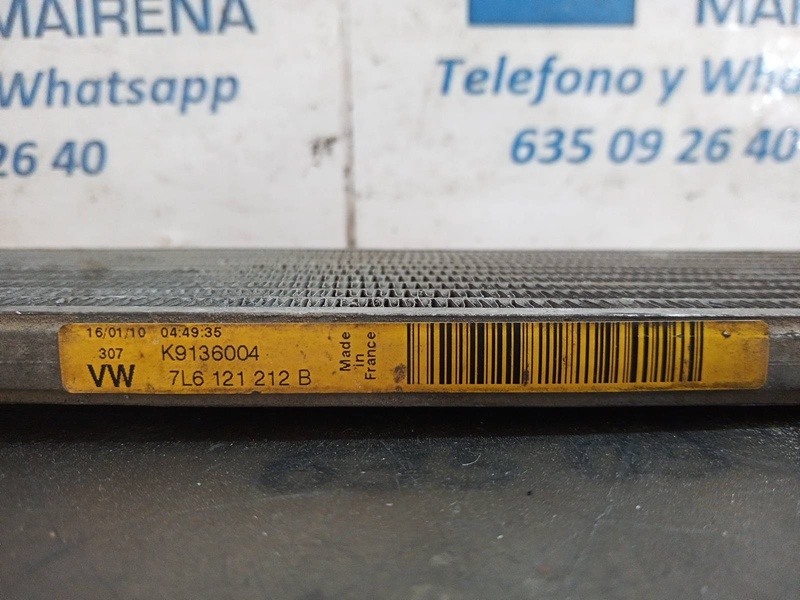 MAIRENA
Whatsapp
26 40
MAIRENA
Telefono y Wha
635 09 26 40
16/01/10 04:49:35
307 K9136004
VW 7L6 121 212 B
Made
in
France